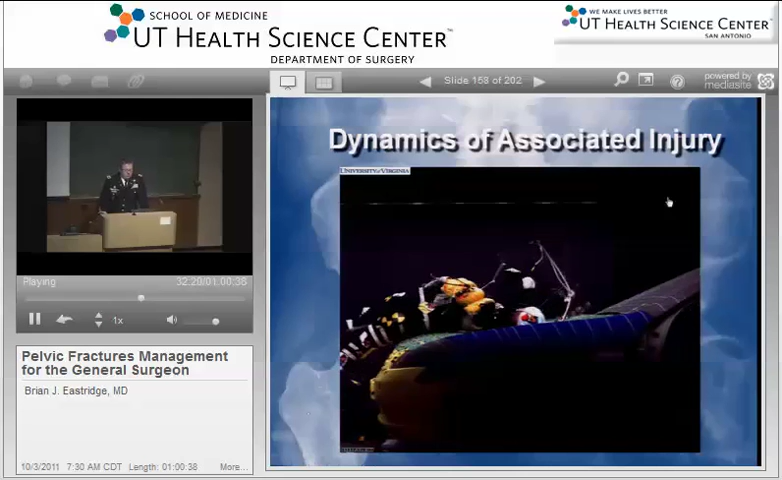 SCHOOL OF MEDICINE
UT HEALTH SCIENCE CENTER™
DEPARTMENT OF SURGERY
WE MAKE LIVES BETTER
UT HEALTH SCIENCE CENTER
SAN ANTONIO
Slide 158 of 202
powered by
mediasite
Dynamics of Associated Injury
UNIVERSITY of VIRGINIA
Playing
32:20/01:00:38
1x
Pelvic Fractures Management
for the General Surgeon
Brian J. Eastridge, MD
10/3/2011 7:30 AM CDT Length: 01:00:38 More...